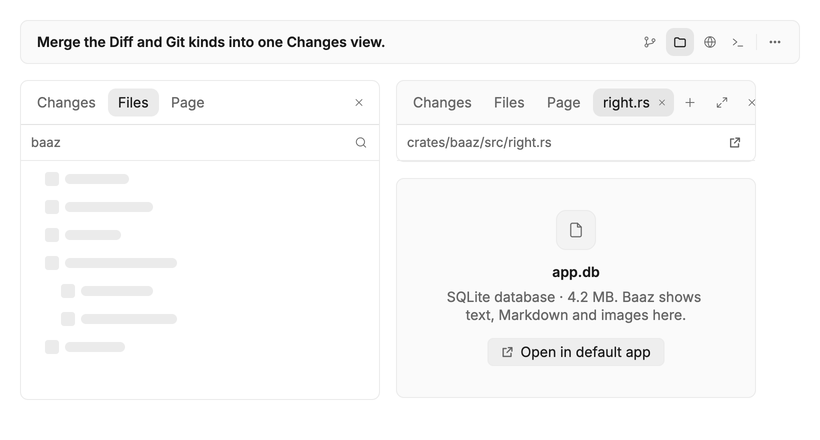 Merge the Diff and Git kinds into one Changes view.
Changes Files Page
baaz
Changes Files Page right.rs
crates/baaz/src/right.rs
app.db
SQLite database · 4.2 MB. Baaz shows
text, Markdown and images here.
Open in default app